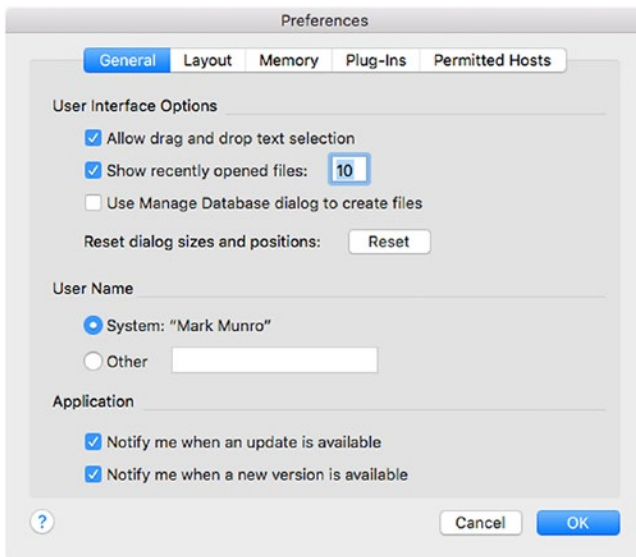 Preferences
General Layout Memory Plug-Ins Permitted Hosts
User Interface Options
Allow drag and drop text selection
Show recently opened files: 10
Use Manage Database dialog to create files
Reset dialog sizes and positions: Reset
User Name
System: “Mark Munro”
Other
Application
Notify me when an update is available
Notify me when a new version is available
? Cancel OK